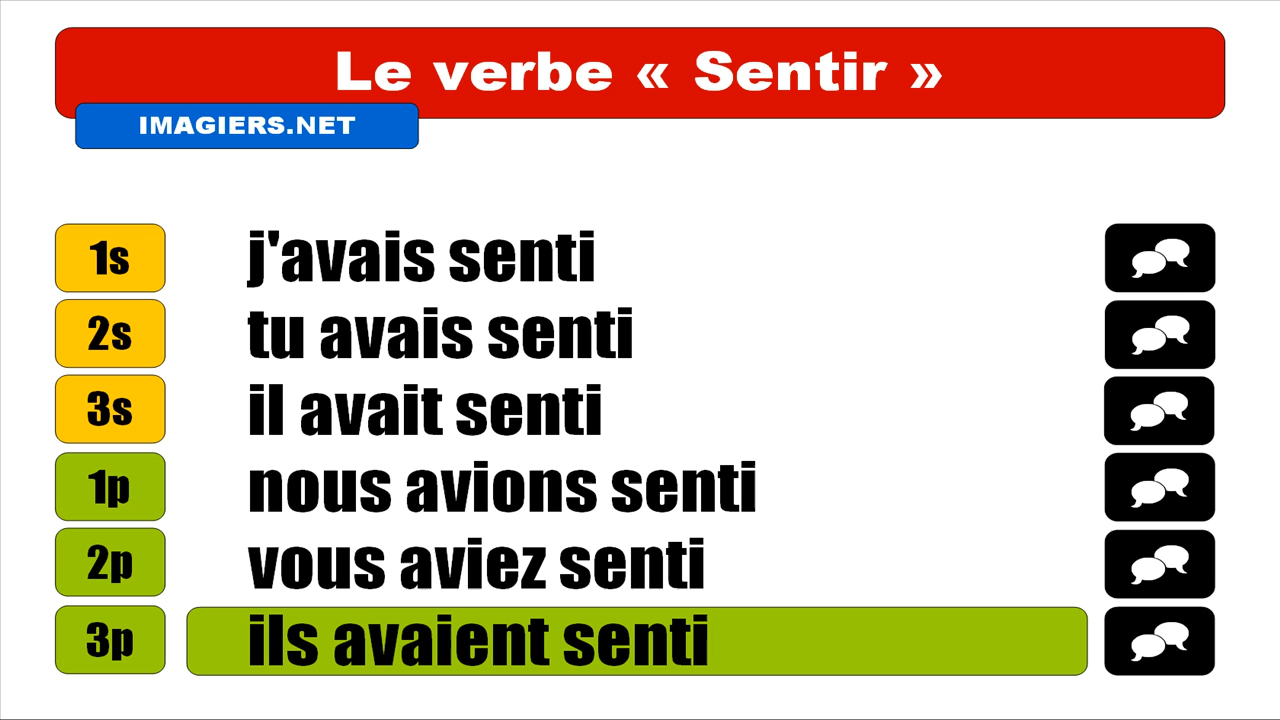 Le verbe « Sentir »
IMAGIERS.NET
1s j'avais senti
2s tu avais senti
3s il avait senti
1p nous avions senti
2p vous aviez senti
3p ils avaient senti